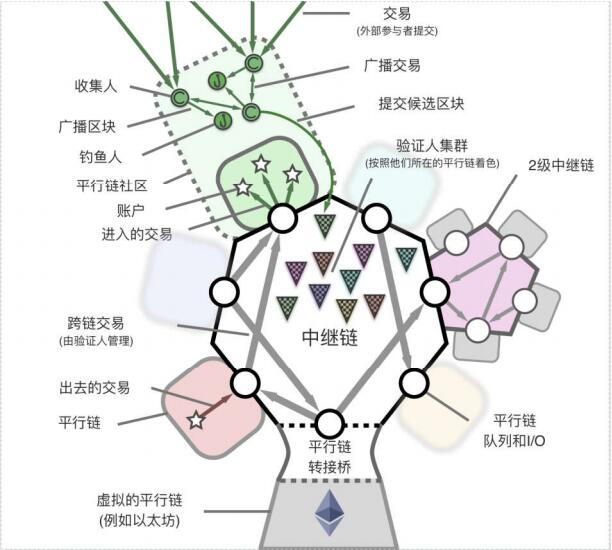 交易
(外部参与者提交)
广播交易
收集人
提交候选区块
广播区块
验证人集群
(按照他们所在的平行链着色)
2级中继链
钓鱼人
平行链社区
账户
进入的交易
跨链交易
(由验证人管理)
中继链
出去的交易
平行链
平行链
队列和I/O
平行链
转接桥
虚拟的平行链
(例如以太坊)
C
C
C